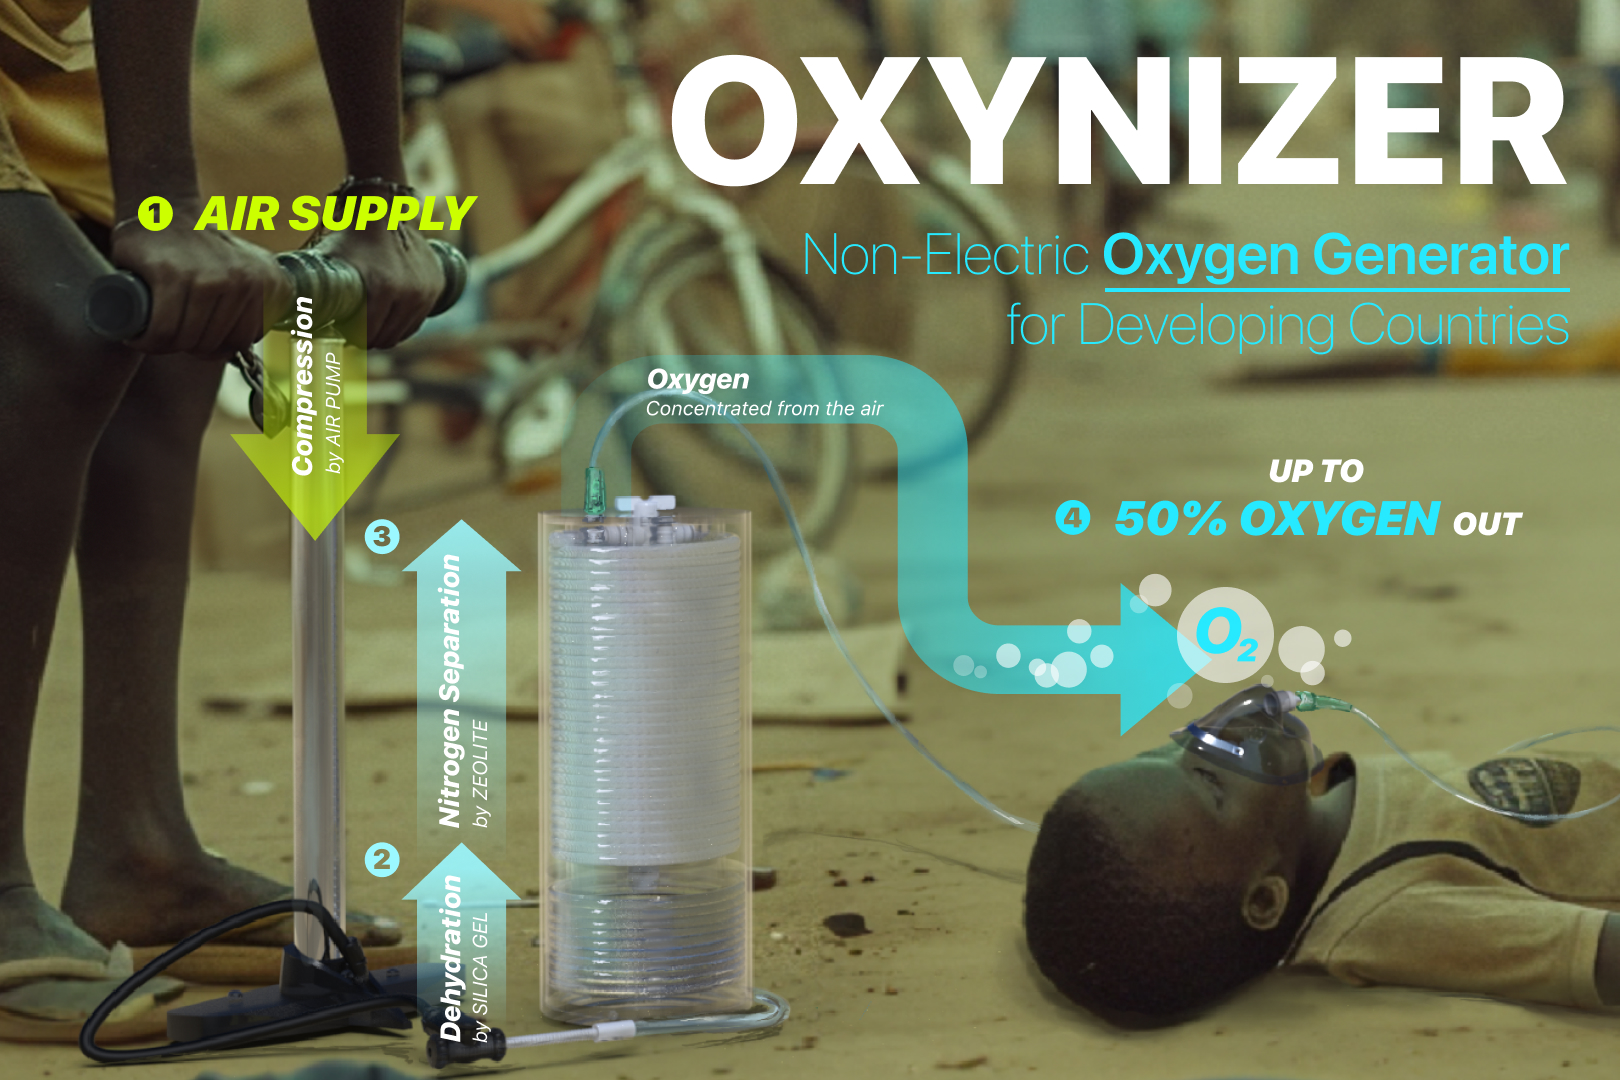 OXYNIZER
Non-Electric Oxygen Generator
for Developing Countries
1 AIR SUPPLY
Compression
by AIR PUMP
2
Dehydration
by SILICA GEL
3
Nitrogen Separation
by ZEOLITE
Oxygen
Concentrated from the air
UP TO
4 50% OXYGEN OUT
O₂